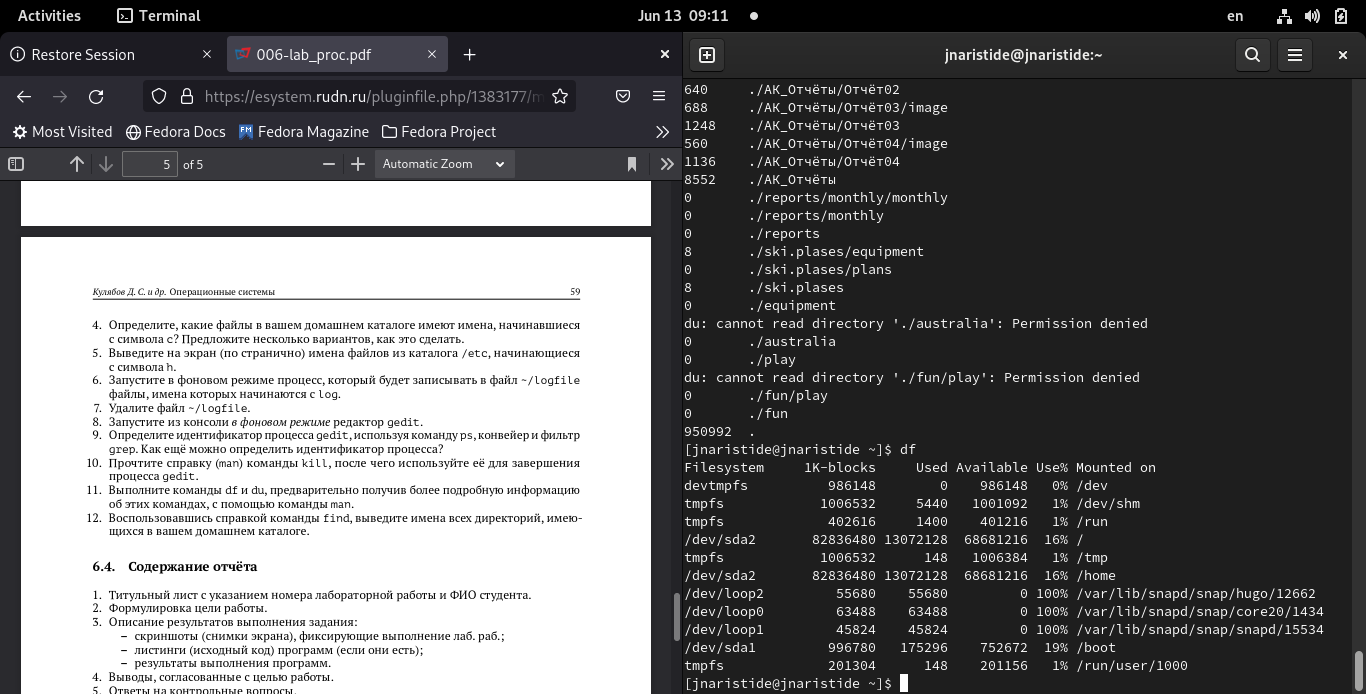 Activities
Terminal
Jun 13 09:11
en
Restore Session
006-lab_proc.pdf
jnaristide@jnaristide:~
https://esystem.rudn.ru/pluginfile.php/1383177/m
Most Visited
Fedora Docs
Fedora Magazine
Fedora Project
5
of 5
Automatic Zoom
Кулябов Д. С. и др. Операционные системы
59
4. Определите, какие файлы в вашем домашнем каталоге имеют имена, начинавшиеся
с символа c? Предложите несколько вариантов, как это сделать.
5. Выведите на экран (по странично) имена файлов из каталога /etc, начинающиеся
с символа h.
6. Запустите в фоновом режиме процесс, который будет записывать в файл ~/logfile
файлы, имена которых начинаются с log.
7. Удалите файл ~/logfile.
8. Запустите из консоли в фоновом режиме редактор gedit.
9. Определите идентификатор процесса gedit, используя команду ps, конвейер и фильтр
grep. Как ещё можно определить идентификатор процесса?
10. Прочтите справку (man) команды kill, после чего используйте её для завершения
процесса gedit.
11. Выполните команды df и du, предварительно получив более подробную информацию
об этих командах, с помощью команды man.
12. Воспользовавшись справкой команды find, выведите имена всех директорий, имею-
щихся в вашем домашнем каталоге.
6.4. Содержание отчёта
1. Титульный лист с указанием номера лабораторной работы и ФИО студента.
2. Формулировка цели работы.
3. Описание результатов выполнения задания:
– скриншоты (снимки экрана), фиксирующие выполнение лаб. раб.;
– листинги (исходный код) программ (если они есть);
– результаты выполнения программ.
4. Выводы, согласованные с целью работы.
5. Ответы на контрольные вопросы.
640 ./АК_Отчёты/Отчёт02
688 ./АК_Отчёты/Отчёт03/image
1248 ./АК_Отчёты/Отчёт03
560 ./АК_Отчёты/Отчёт04/image
1136 ./АК_Отчёты/Отчёт04
8552 ./АК_Отчёты
0 ./reports/monthly/monthly
0 ./reports/monthly
0 ./reports
8 ./ski.plases/equipment
0 ./ski.plases/plans
8 ./ski.plases
0 ./equipment
du: cannot read directory './australia': Permission denied
0 ./australia
0 ./play
du: cannot read directory './fun/play': Permission denied
0 ./fun/play
0 ./fun
950992 .
[jnaristide@jnaristide ~]$ df
Filesystem 1K-blocks Used Available Use% Mounted on
devtmpfs 986148 0 986148 0% /dev
tmpfs 1006532 5440 1001092 1% /dev/shm
tmpfs 402616 1400 401216 1% /run
/dev/sda2 82836480 13072128 68681216 16% /
tmpfs 1006532 148 1006384 1% /tmp
/dev/sda2 82836480 13072128 68681216 16% /home
/dev/loop2 55680 55680 0 100% /var/lib/snapd/snap/hugo/12662
/dev/loop0 63488 63488 0 100% /var/lib/snapd/snap/core20/1434
/dev/loop1 45824 45824 0 100% /var/lib/snapd/snap/snapd/15534
/dev/sda1 996780 175296 752672 19% /boot
tmpfs 201304 148 201156 1% /run/user/1000
[jnaristide@jnaristide ~]$